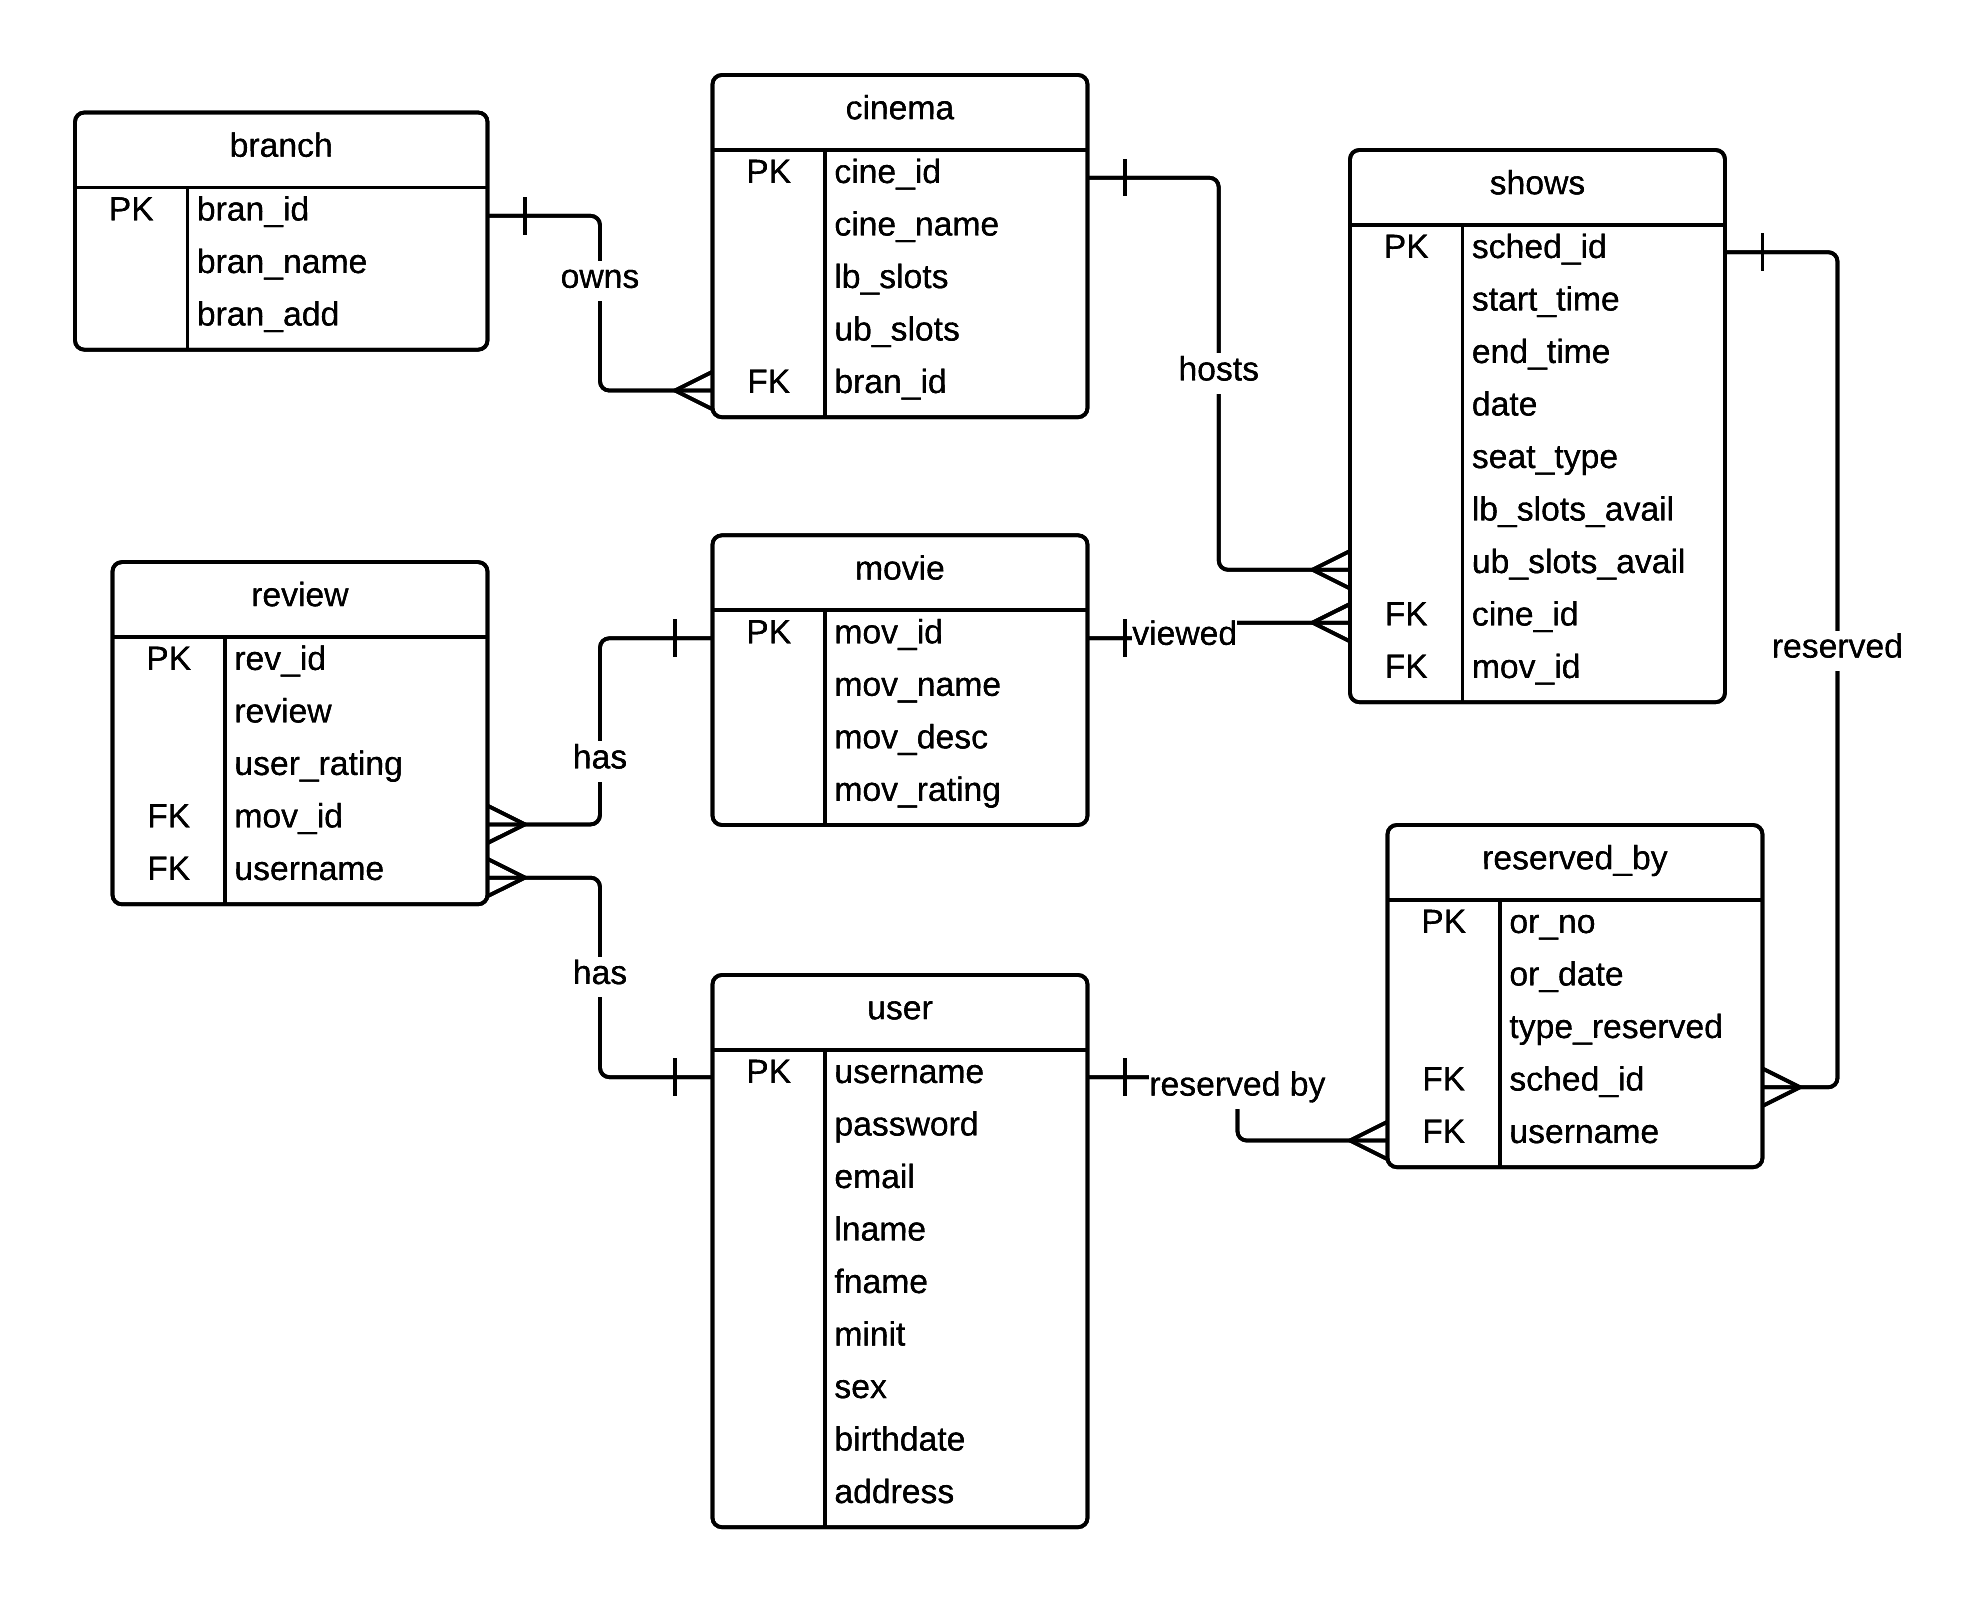 branch
PK bran_id
bran_name
bran_add
owns
cinema
PK cine_id
cine_name
lb_slots
ub_slots
FK bran_id
hosts
shows
PK sched_id
start_time
end_time
date
seat_type
lb_slots_avail
ub_slots_avail
FK cine_id
FK mov_id
reserved
review
PK rev_id
review
user_rating
FK mov_id
FK username
has
has
movie
PK mov_id
mov_name
mov_desc
mov_rating
viewed
user
PK username
password
email
lname
fname
minit
sex
birthdate
address
reserved by
reserved_by
PK or_no
or_date
type_reserved
FK sched_id
FK username